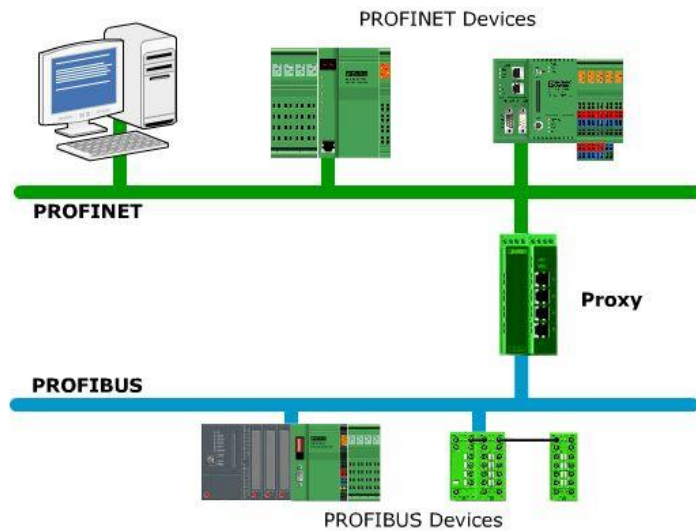 PROFINET Devices
PROFINET
Proxy
PROFIBUS
PROFIBUS Devices